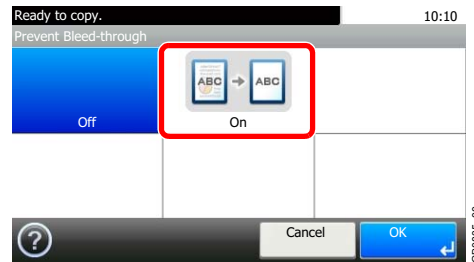 Ready to copy. 10:10
Prevent Bleed-through
ABC ABC
Off On
Cancel OK
?